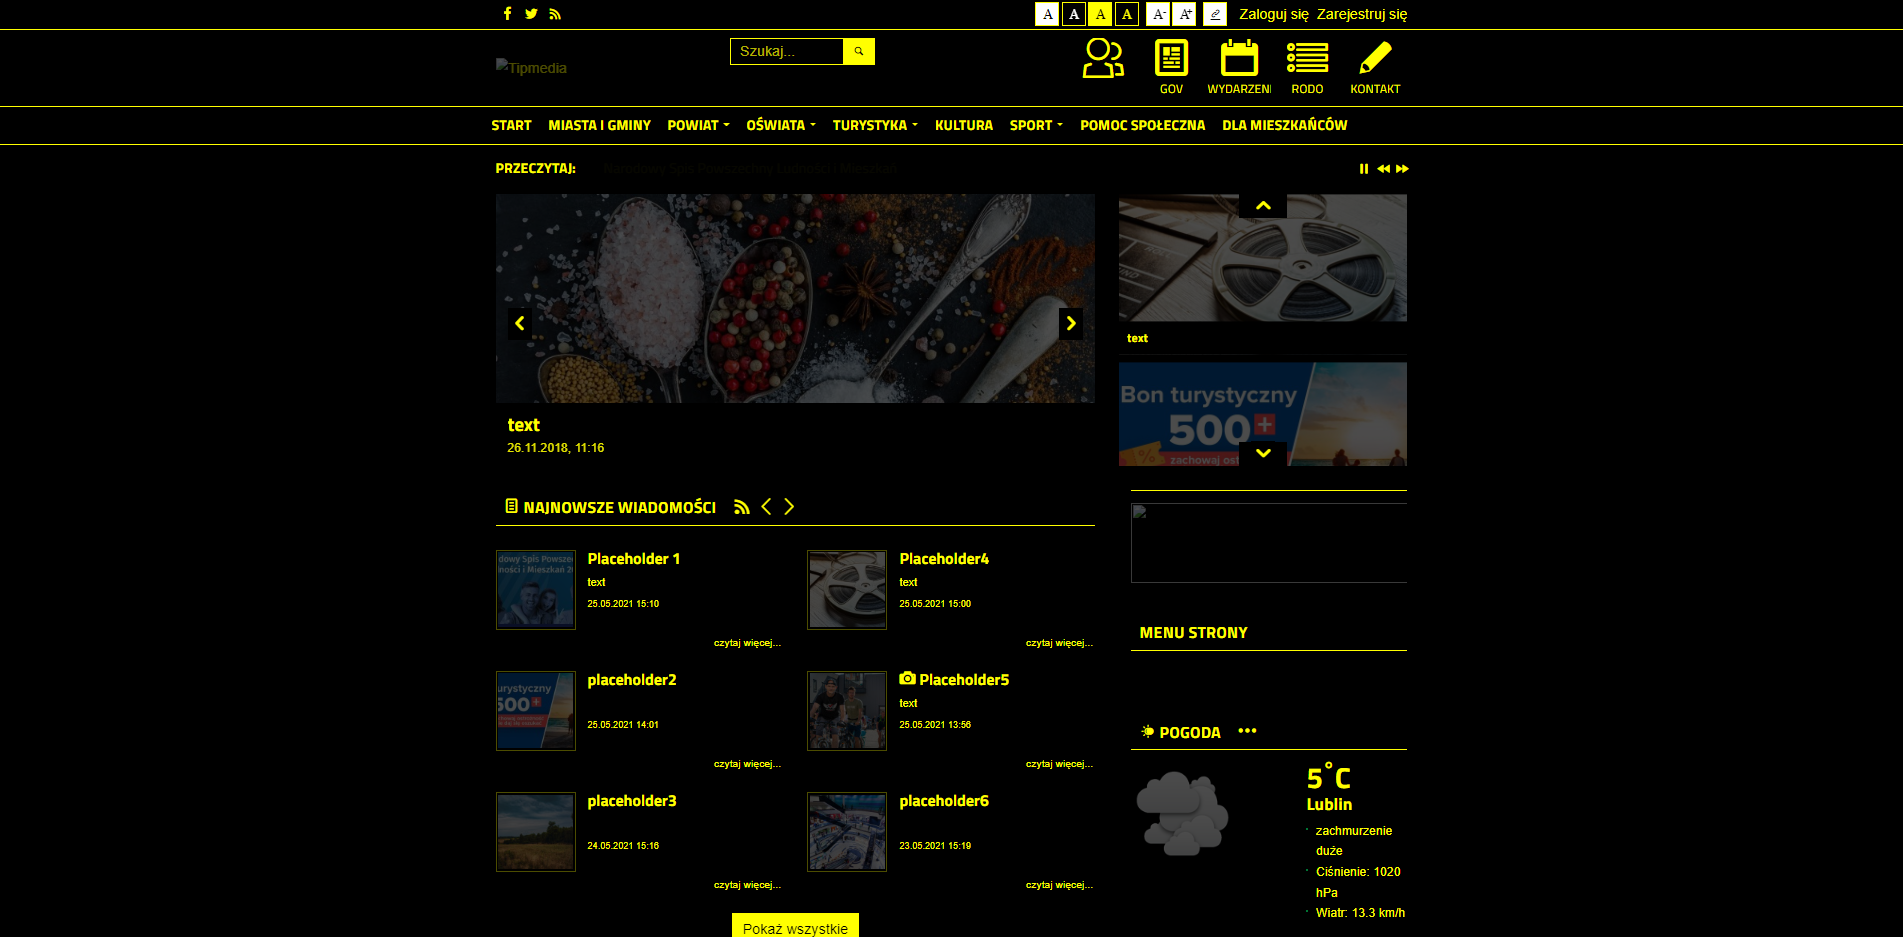 A A A A A- A+ Zaloguj się Zarejestruj się
Tipmedia
Szukaj...
GOV WYDARZENI RODO KONTAKT
START MIASTA I GMINY POWIAT OŚWIATA TURYSTYKA KULTURA SPORT POMOC SPOŁECZNA DLA MIESZKAŃCÓW
PRZECZYTAJ: Narodowy Spis Powszechny Ludności i Mieszkań
text
Bon turystyczny
500+
zachowaj
text
26.11.2018, 11:16
NAJNOWSZE WIADOMOŚCI
Placeholder 1
text
25.05.2021 15:10
czytaj więcej...
Placeholder4
text
25.05.2021 15:00
czytaj więcej...
placeholder2
25.05.2021 14:01
czytaj więcej...
Placeholder5
text
25.05.2021 13:56
czytaj więcej...
placeholder3
24.05.2021 15:16
czytaj więcej...
placeholder6
23.05.2021 15:19
czytaj więcej...
Pokaż wszystkie
MENU STRONY
POGODA
5°C
Lublin
zachmurzenie
duże
Ciśnienie: 1020
hPa
Wiatr: 13.3 km/h